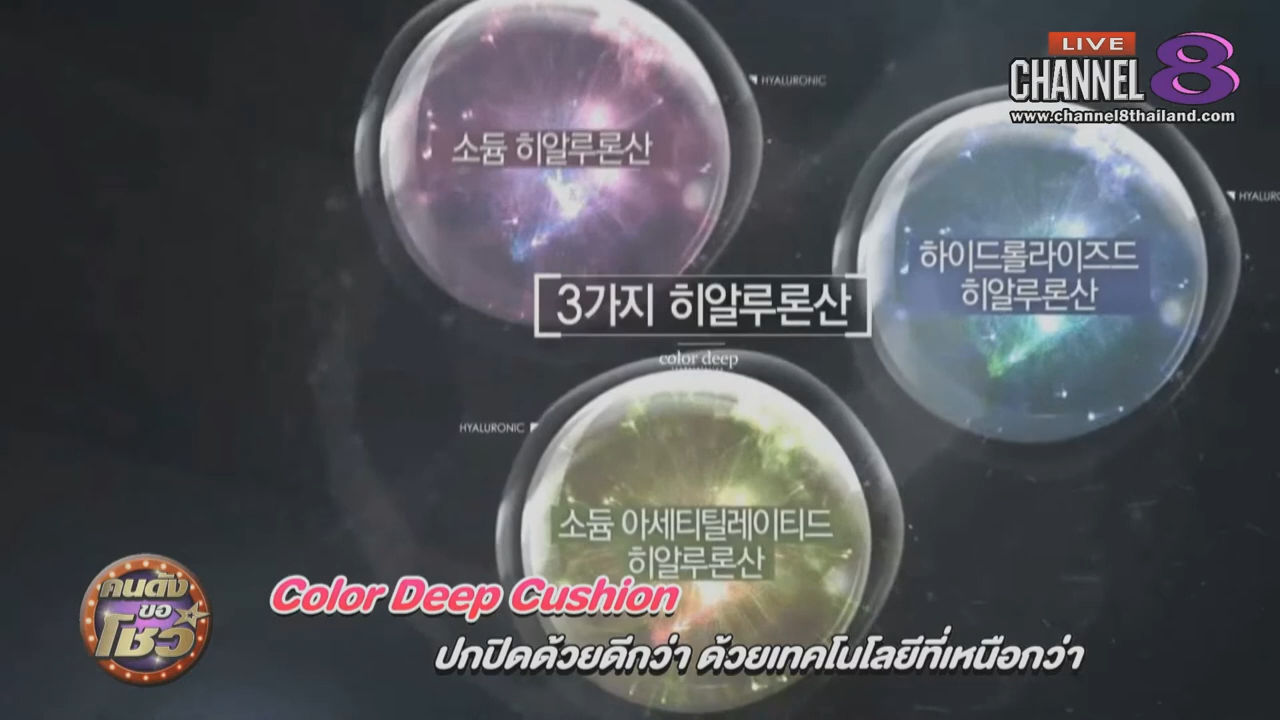 LIVE
CHANNEL 8
www.channel8thailand.com
HYALURONIC
소듐 히알루론산
하이드롤라이즈드
히알루론산
3가지 히알루론산
color deep
HYALURONIC
소듐 아세티틸레이티드
히알루론산
คนดัง
ขอ
โชว์
Color Deep Cushion
ปกปิดด้วยดีกว่า ด้วยเทคโนโลยีที่เหนือกว่า